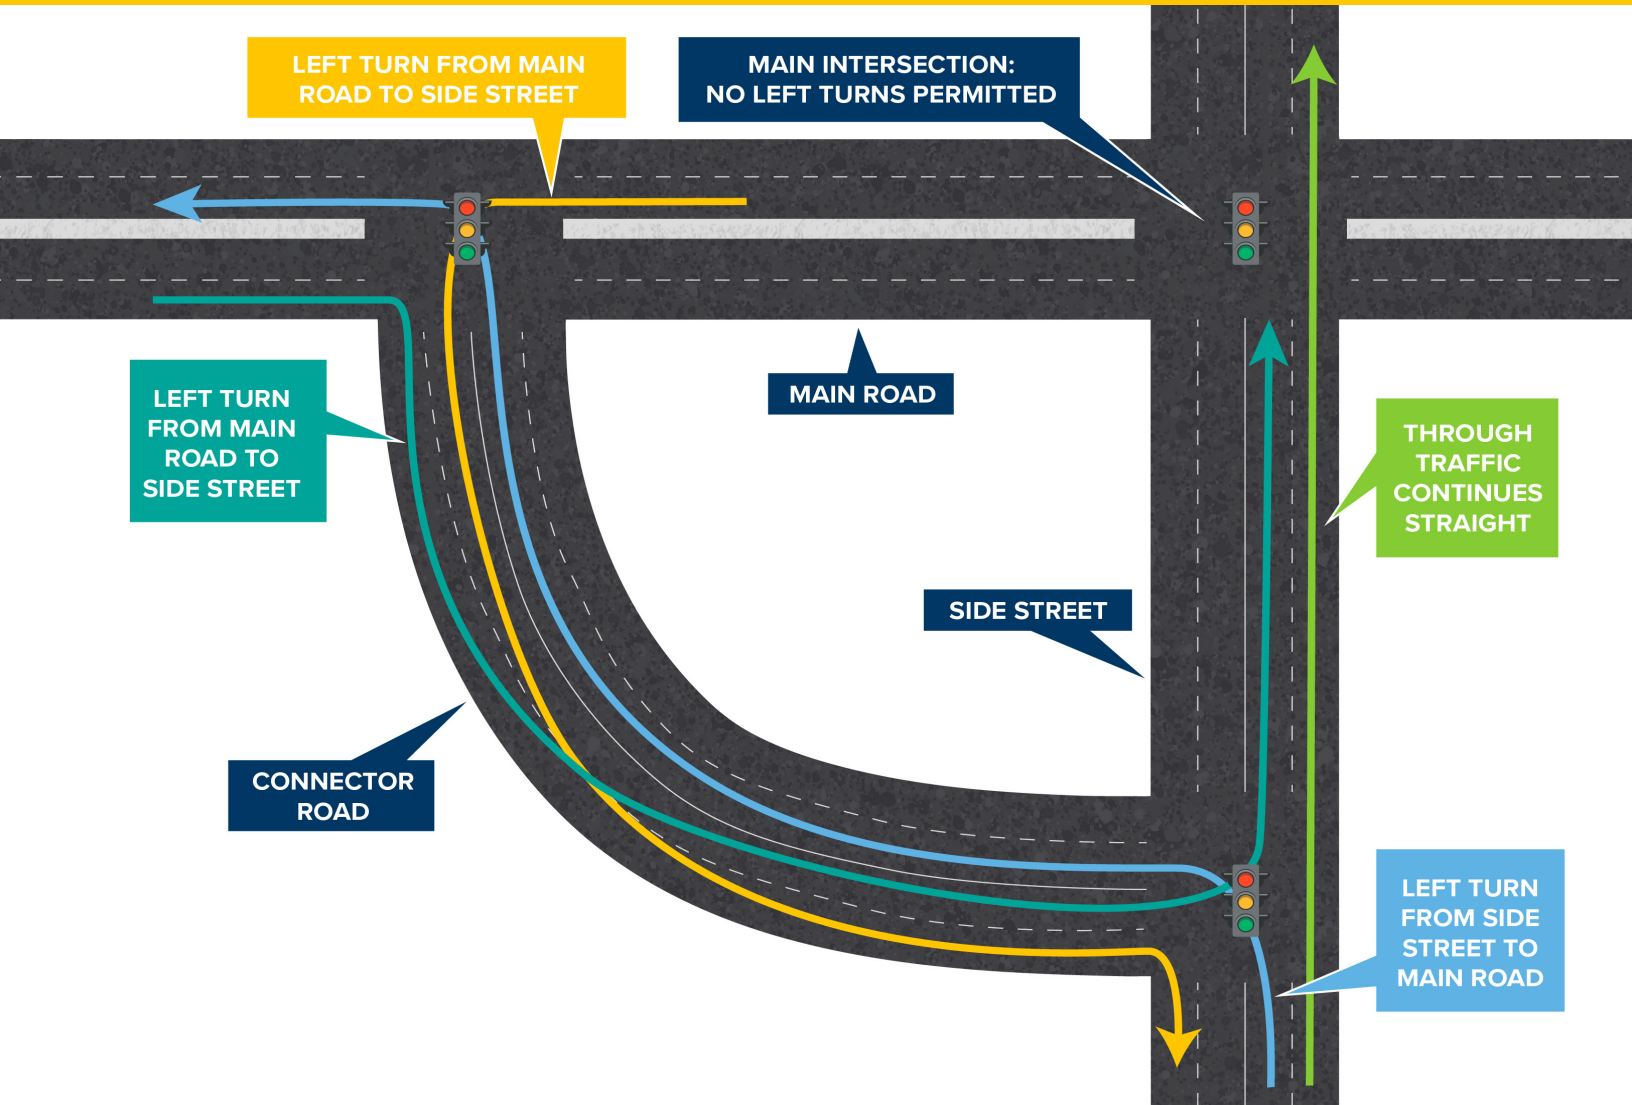 LEFT TURN FROM MAIN
ROAD TO SIDE STREET
MAIN INTERSECTION:
NO LEFT TURNS PERMITTED
MAIN ROAD
LEFT TURN
FROM MAIN
ROAD TO
SIDE STREET
THROUGH
TRAFFIC
CONTINUES
STRAIGHT
SIDE STREET
CONNECTOR
ROAD
LEFT TURN
FROM SIDE
STREET TO
MAIN ROAD